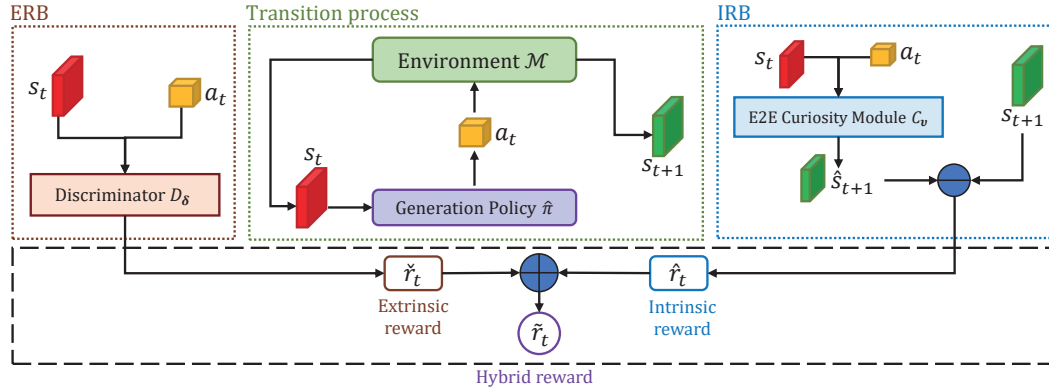 ERB
Transition process
IRB
s_t
a_t
Discriminator D_δ
Environment ℳ
a_t
s_t
s_{t+1}
Generation Policy π̂
s_t
a_t
s_{t+1}
E2E Curiosity Module C_υ
ŝ_{t+1}
ř_t
Extrinsic
reward
r̂_t
Intrinsic
reward
r̃_t
Hybrid reward